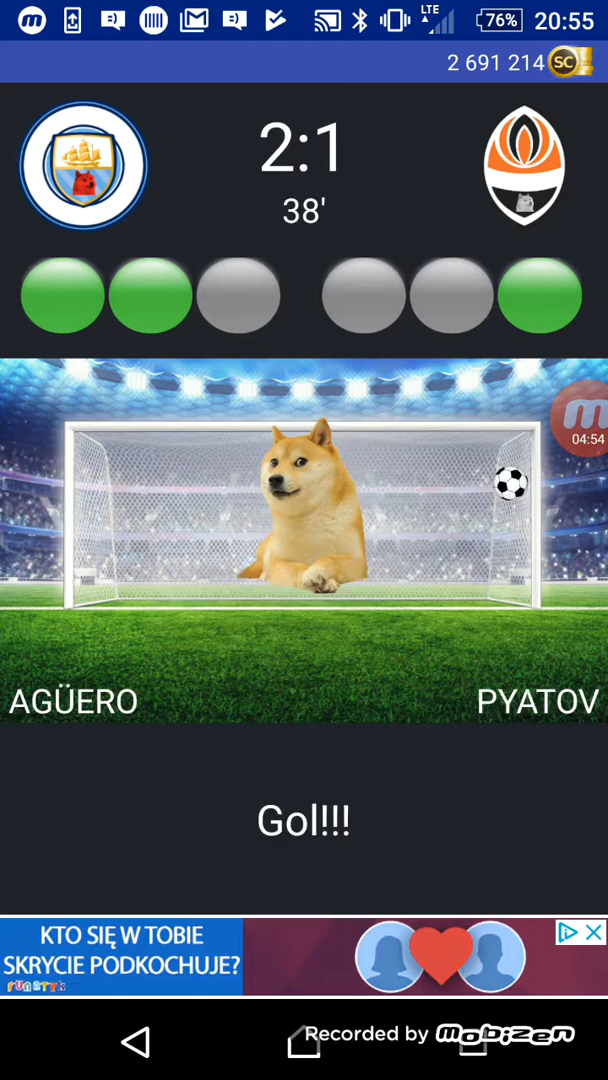 LTE
76%
20:55
2 691 214
SC
2:1
38'
04:54
AGÜERO
PYATOV
Gol!!!
KTO SIĘ W TOBIE
SKRYCIE PODKOCHUJE?
Recorded by mobizen